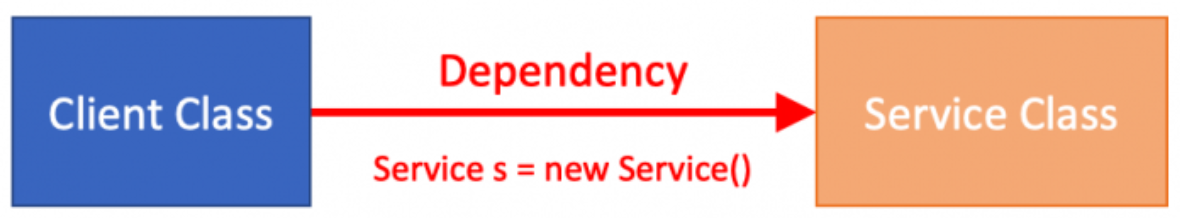 Dependency
Client Class
Service Class
Service s = new Service()